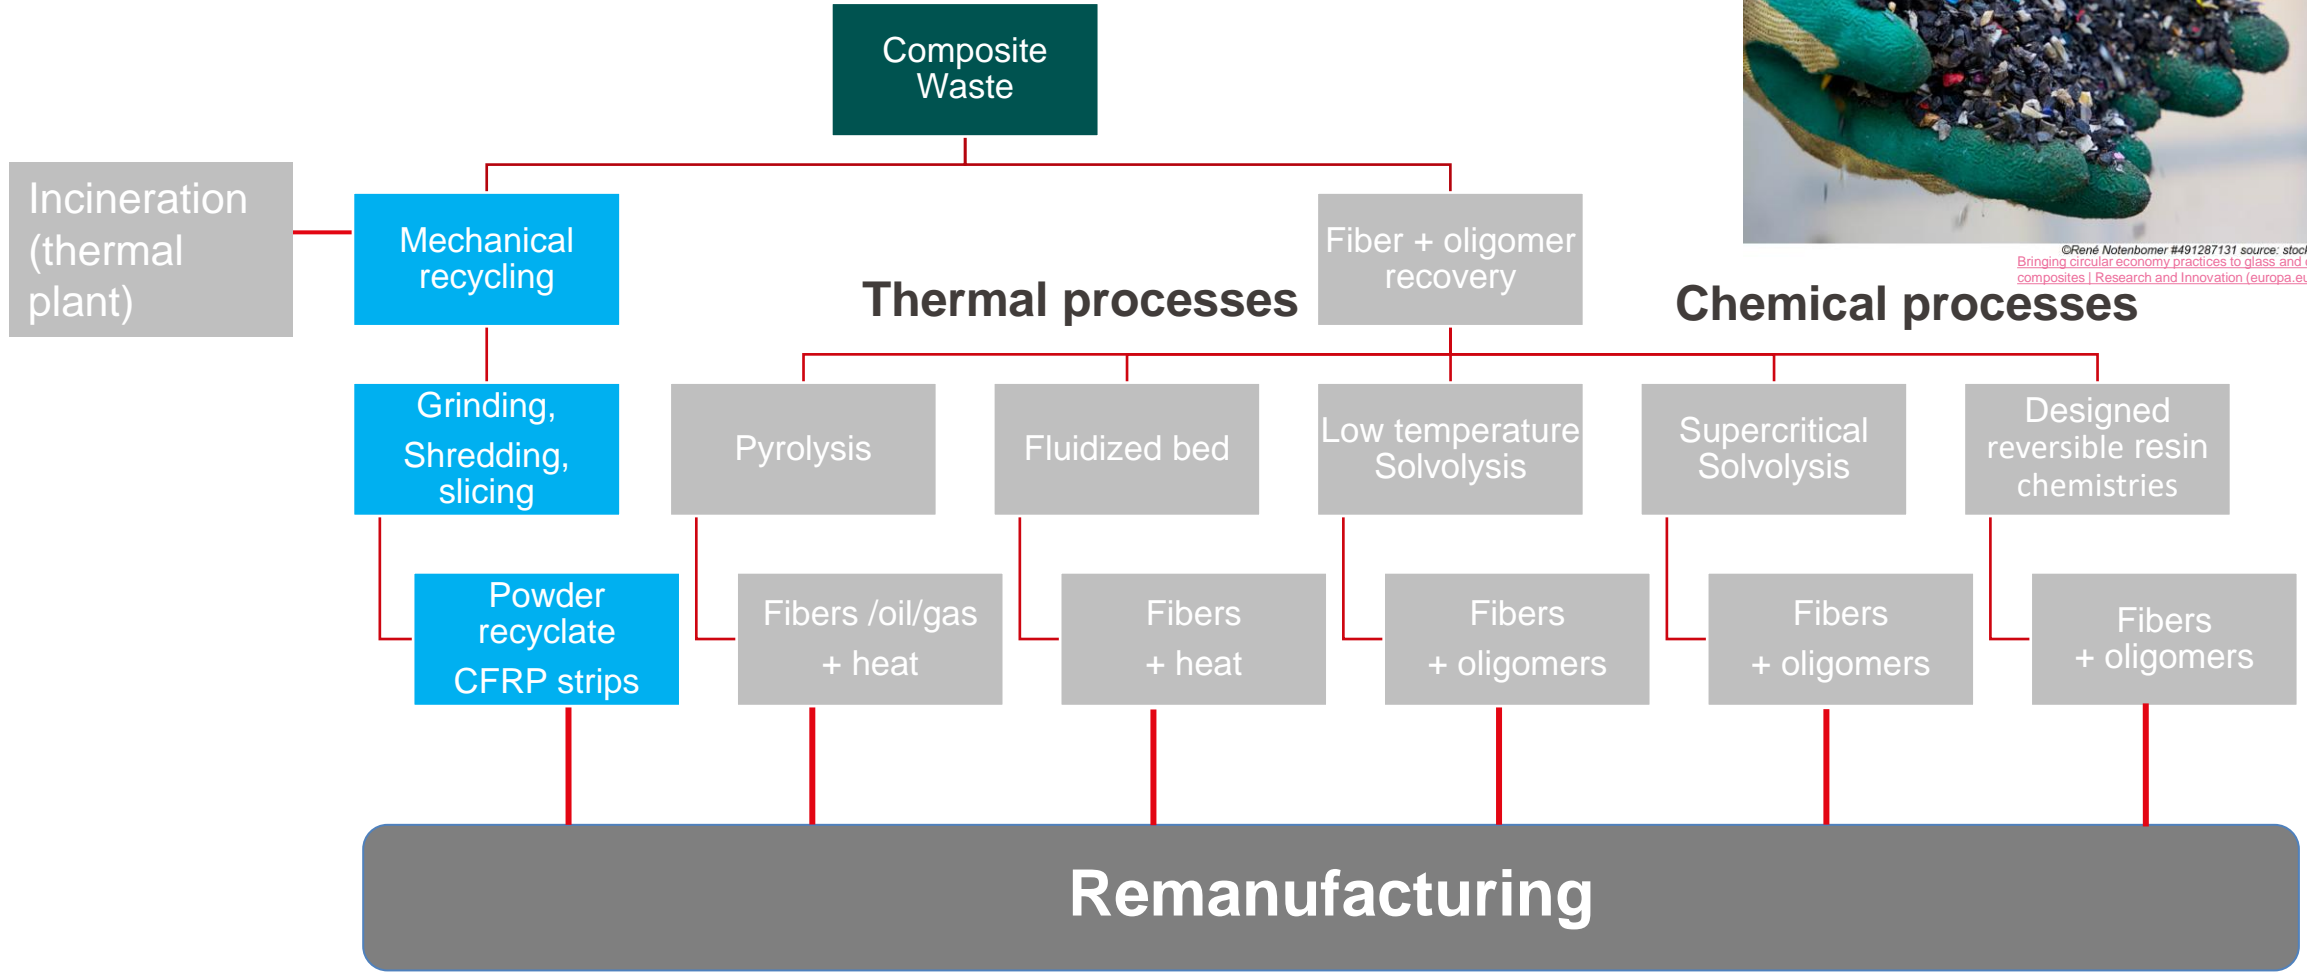 Composite
Waste
©René Notenbomer #491287131 source: stock
Bringing circular economy practices to glass and
composites | Research and Innovation (europa.eu
Incineration
(thermal
plant)
Mechanical
recycling
Fiber + oligomer
recovery
Thermal processes
Chemical processes
Grinding,
Shredding,
slicing
Pyrolysis
Fluidized bed
Low temperature
Solvolysis
Supercritical
Solvolysis
Designed
reversible resin
chemistries
Powder
recyclate
CFRP strips
Fibers /oil/gas
+ heat
Fibers
+ heat
Fibers
+ oligomers
Fibers
+ oligomers
Fibers
+ oligomers
Remanufacturing